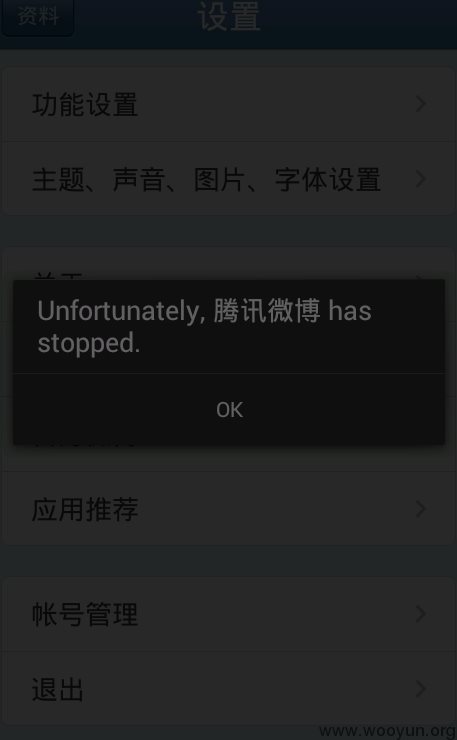 资料
设置
功能设置
主题、声音、图片、字体设置
Unfortunately, 腾讯微博 has
stopped.
OK
应用推荐
帐号管理
退出
www.wooyun.org